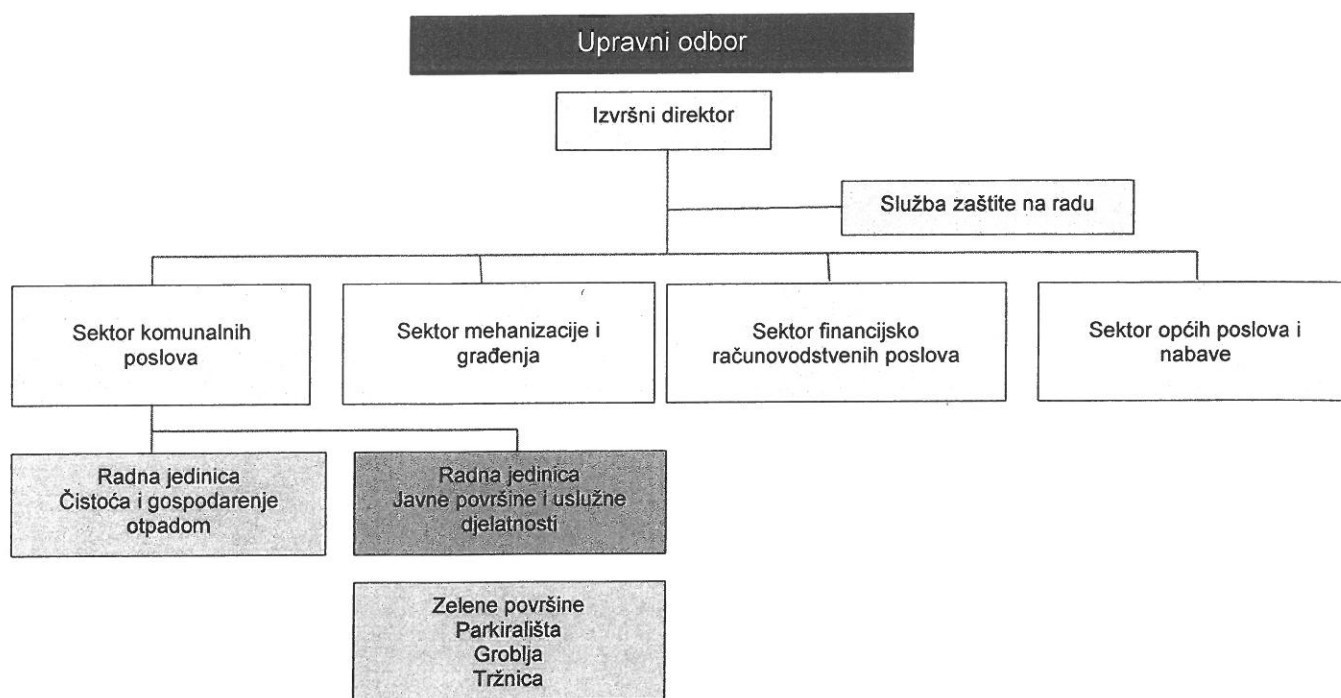 Upravni odbor
Izvršni direktor
Služba zaštite na radu
Sektor komunalnih
poslova
Sektor mehanizacije i
građenja
Sektor financijsko
računovodstvenih poslova
Sektor općih poslova i
nabave
Radna jedinica
Čistoća i gospodarenje
otpadom
Radna jedinica
Javne površine i uslužne
djelatnosti
Zelene površine
Parkirališta
Groblja
Tržnica